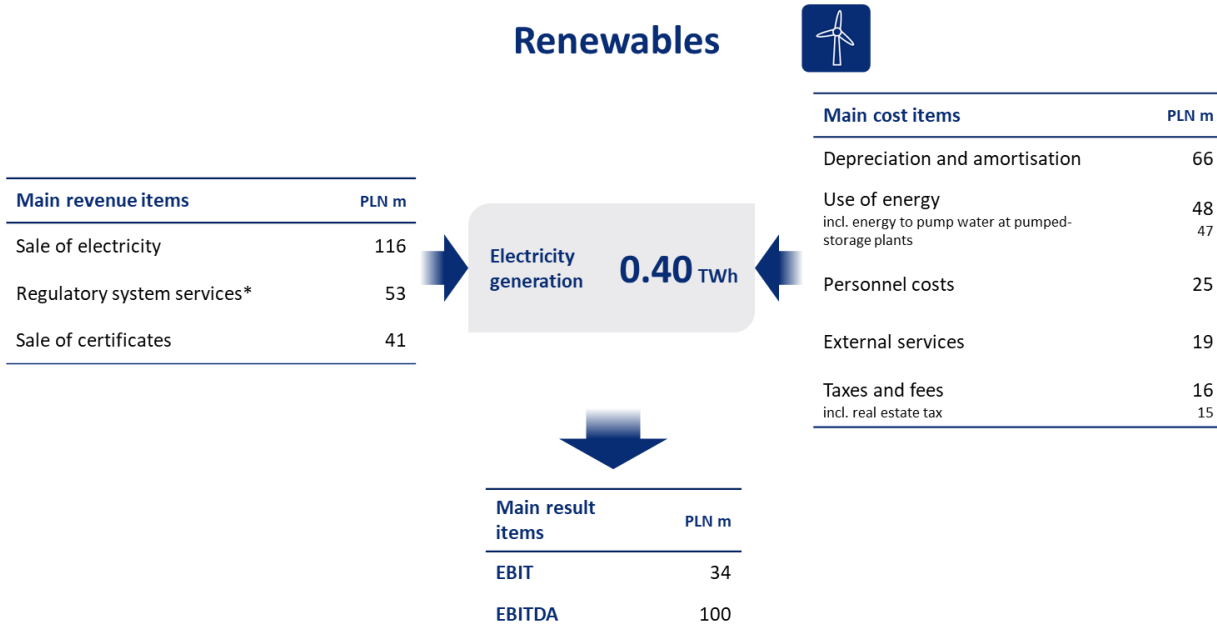 Renewables
Main revenue items PLN m
Sale of electricity 116
Regulatory system services* 53
Sale of certificates 41
Electricity
generation
0.40 TWh
Main cost items PLN m
Depreciation and amortisation 66
Use of energy 48
incl. energy to pump water at pumped- 47
storage plants
Personnel costs 25
External services 19
Taxes and fees 16
incl. real estate tax 15
Main result
items
PLN m
EBIT 34
EBITDA 100